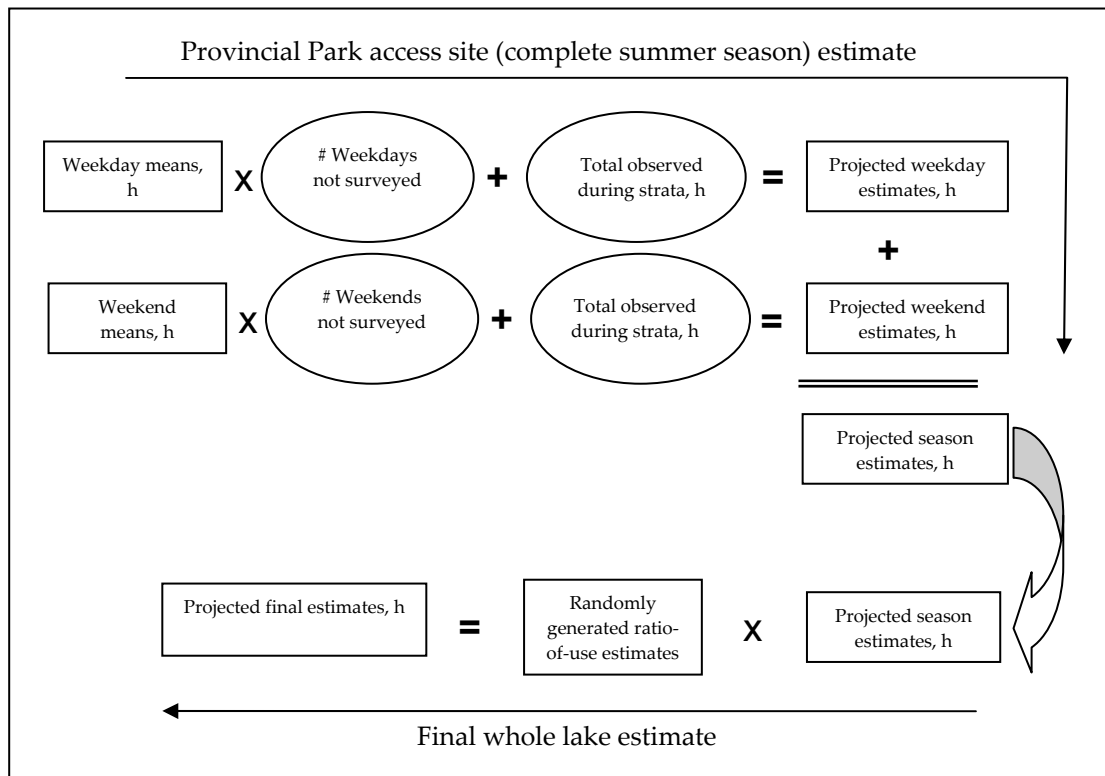 Provincial Park access site (complete summer season) estimate
Weekday means,
h
X
# Weekdays
not surveyed
+
Total observed
during strata, h
=
Projected weekday
estimates, h
+
Weekend
means, h
X
# Weekends
not surveyed
+
Total observed
during strata, h
=
Projected weekend
estimates, h
Projected season
estimates, h
Projected final estimates, h
=
Randomly
generated ratio-
of-use estimates
X
Projected season
estimates, h
Final whole lake estimate